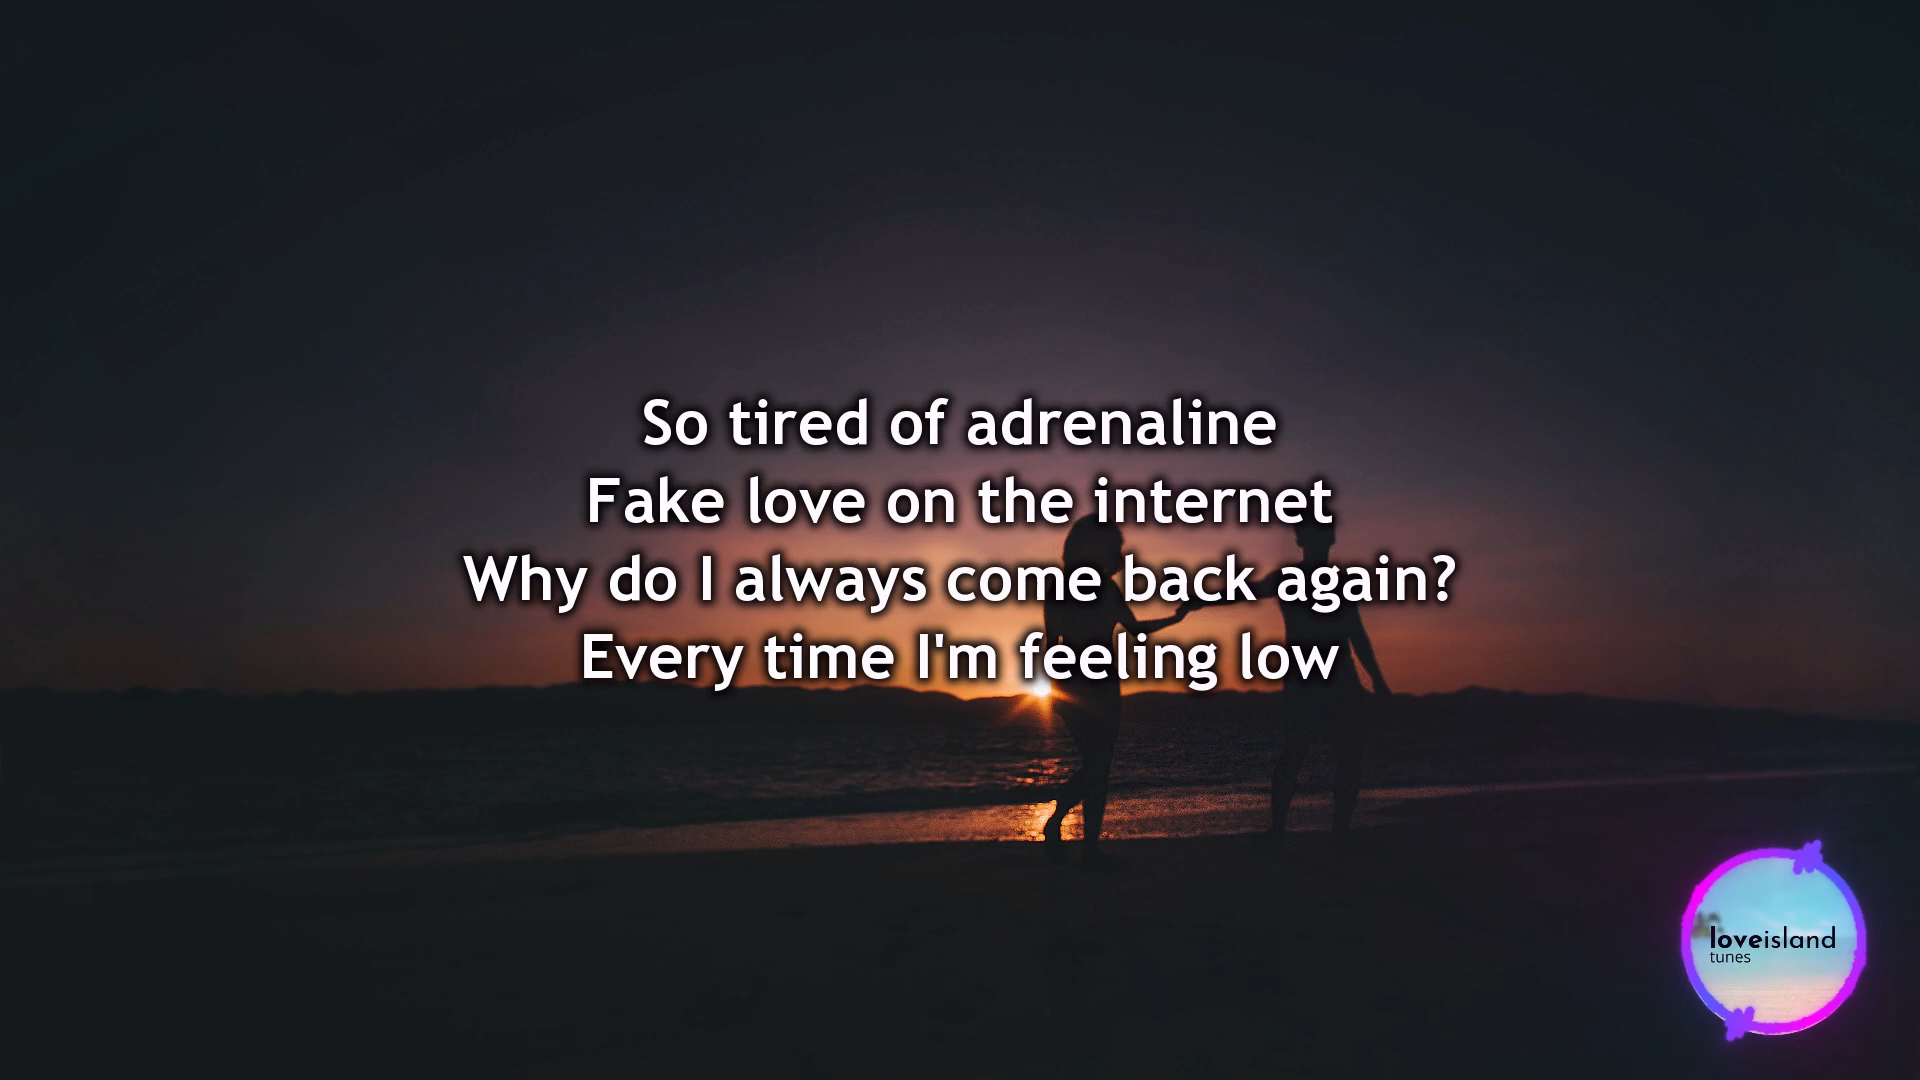 So tired of adrenaline
Fake love on the internet
Why do I always come back again?
Every time I'm feeling low
loveisland
tunes